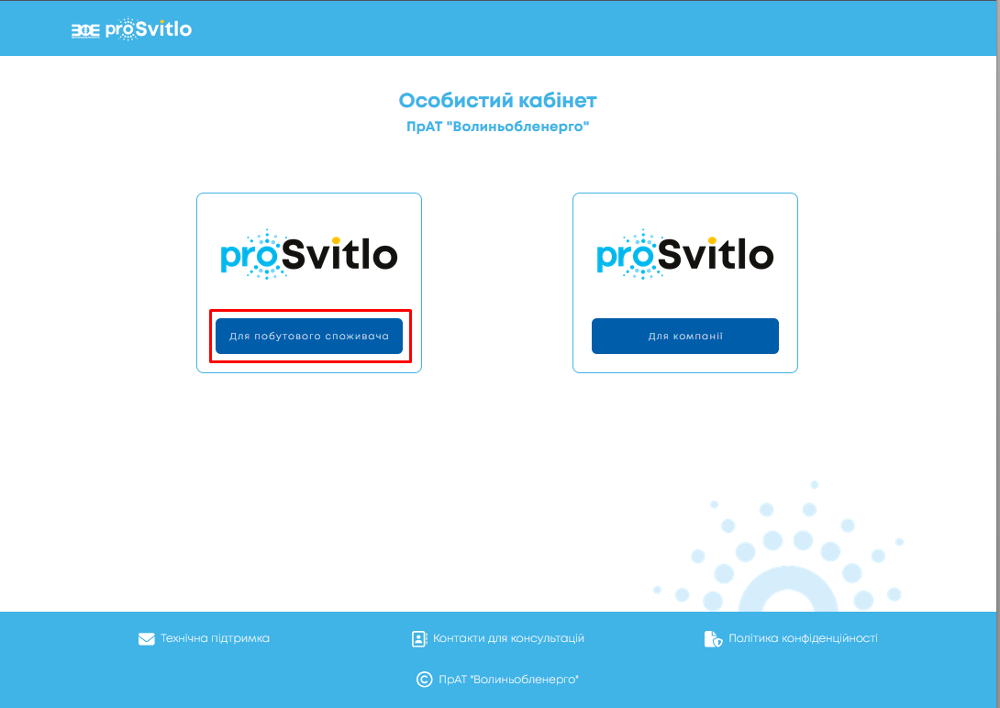 proSvitlo
Особистий кабінет
ПрАТ "Волиньобленерго"
proSvitlo
Для побутового споживача
proSvitlo
Для компанії
Технічна підтримка
Контакти для консультацій
Політика конфіденційності
© ПрАТ "Волиньобленерго"